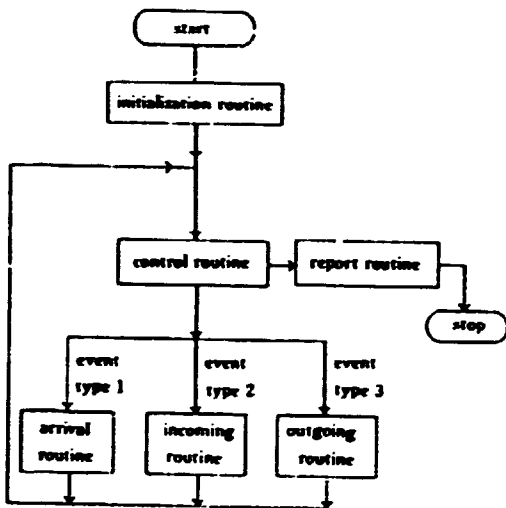 start
initialization routine
control routine
report routine
stop
event
type 1
event
type 2
event
type 3
arrival
routine
incoming
routine
outgoing
routine